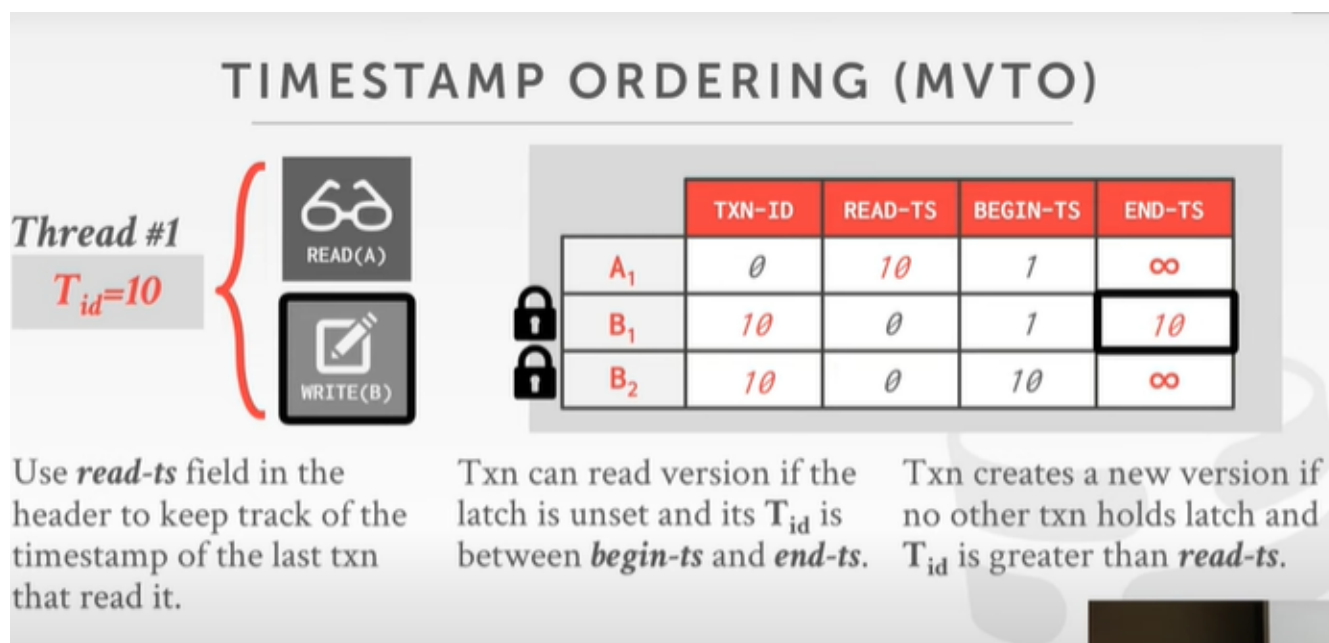 TIMESTAMP ORDERING (MVTO)
Thread #1
T_id=10
READ(A)
WRITE(B)
TXN-ID READ-TS BEGIN-TS END-TS
A₁ 0 10 1 ∞
B₁ 10 0 1 10
B₂ 10 0 10 ∞
Use read-ts field in the
header to keep track of the
timestamp of the last txn
that read it.
Txn can read version if the
latch is unset and its T_id is
between begin-ts and end-ts.
Txn creates a new version if
no other txn holds latch and
T_id is greater than read-ts.